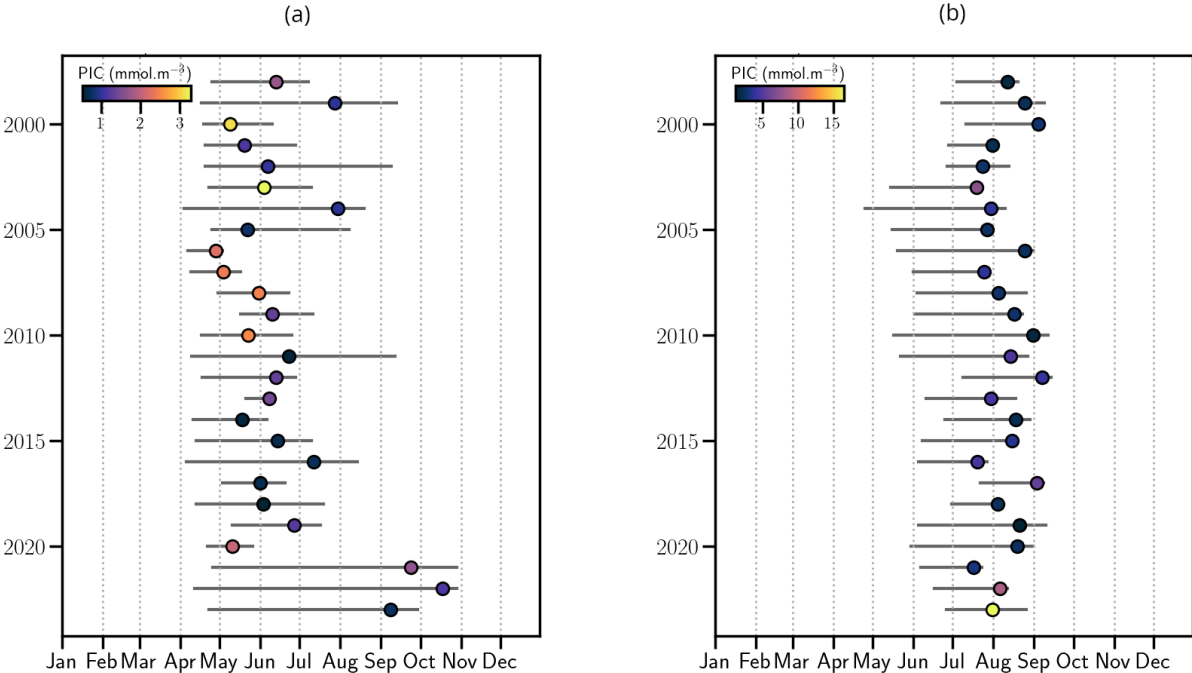 (a)
PIC (mmol.m⁻³)
1 2 3
2000
2005
2010
2015
2020
Jan Feb Mar Apr May Jun Jul Aug Sep Oct Nov Dec
(b)
PIC (mmol.m⁻³)
5 10 15
2000
2005
2010
2015
2020
Jan Feb Mar Apr May Jun Jul Aug Sep Oct Nov Dec